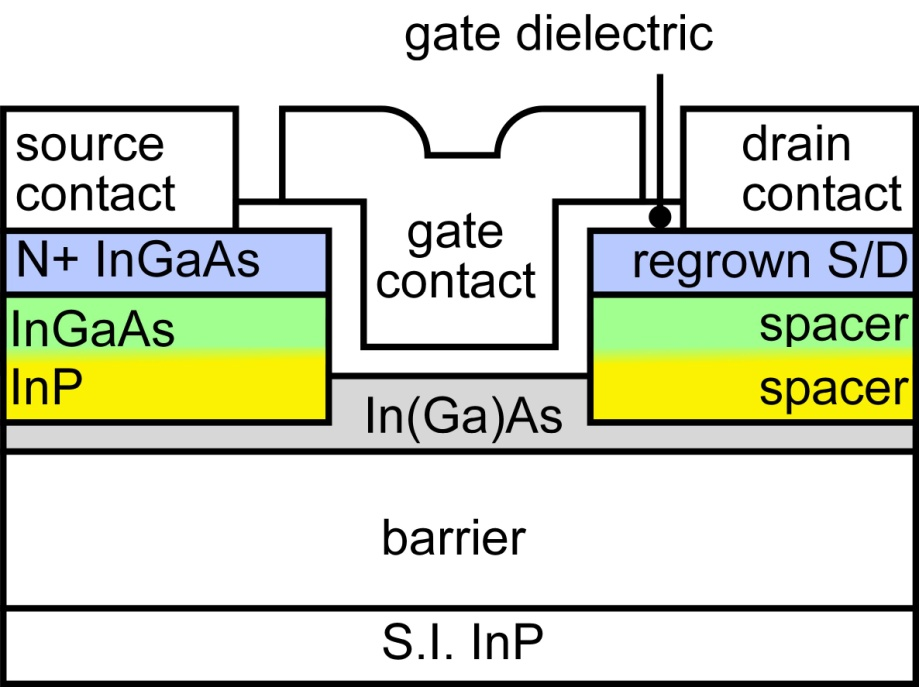 gate dielectric
source
contact
drain
contact
gate
contact
N+ InGaAs
regrown S/D
InGaAs
spacer
InP
spacer
In(Ga)As
barrier
S.I. InP